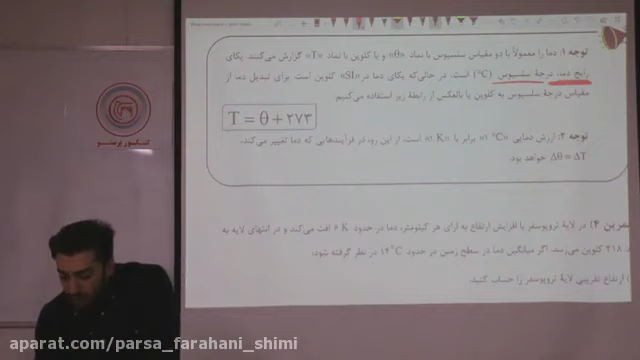 توجه ۱: دما را معمولاً با دو مقیاس سلسیوس با نماد «θ» و یا کلوین با نماد «T» گزارش می‌کنند. یکای
رایج دما، درجهٔ سلسیوس (°C) است، در حالی‌که یکای دما در «SI» کلوین است. برای تبدیل دما از
مقیاس درجهٔ سلسیوس به کلوین یا بالعکس از رابطهٔ زیر استفاده می‌کنیم.
T = θ + ۲۷۳
توجه ۲: ارزش دمایی «۱ °C» برابر با «۱ K» است، از این رو، در فرآیندهایی که دما تغییر می‌کند،
Δθ = ΔT خواهد بود.
مرین ۴) در لایهٔ تروپوسفر با افزایش ارتفاع به ازای هر کیلومتر، دما در حدود ۶ K افت می‌کند و در انتهای لایه به
۲۱۸ کلوین می‌رسد. اگر میانگین دما در سطح زمین در حدود ۱۴°C در نظر گرفته شود:
) ارتفاع تقریبی لایهٔ تروپوسفر را حساب کنید.
کنکور پرستو
aparat.com/parsa_farahani_shimi